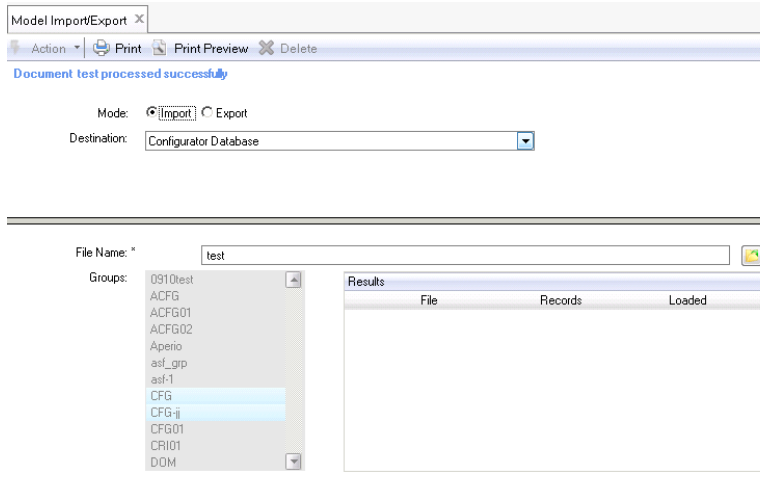 Model Import/Export X
Action Print Print Preview Delete
Document test processed successfully
Mode: Import Export
Destination: Configurator Database
File Name: * test
Groups:
0910test
ACFG
ACFG01
ACFG02
Aperio
asf_grp
asf-1
CFG
CFG-jj
CFG01
CRI01
DOM
Results
File Records Loaded